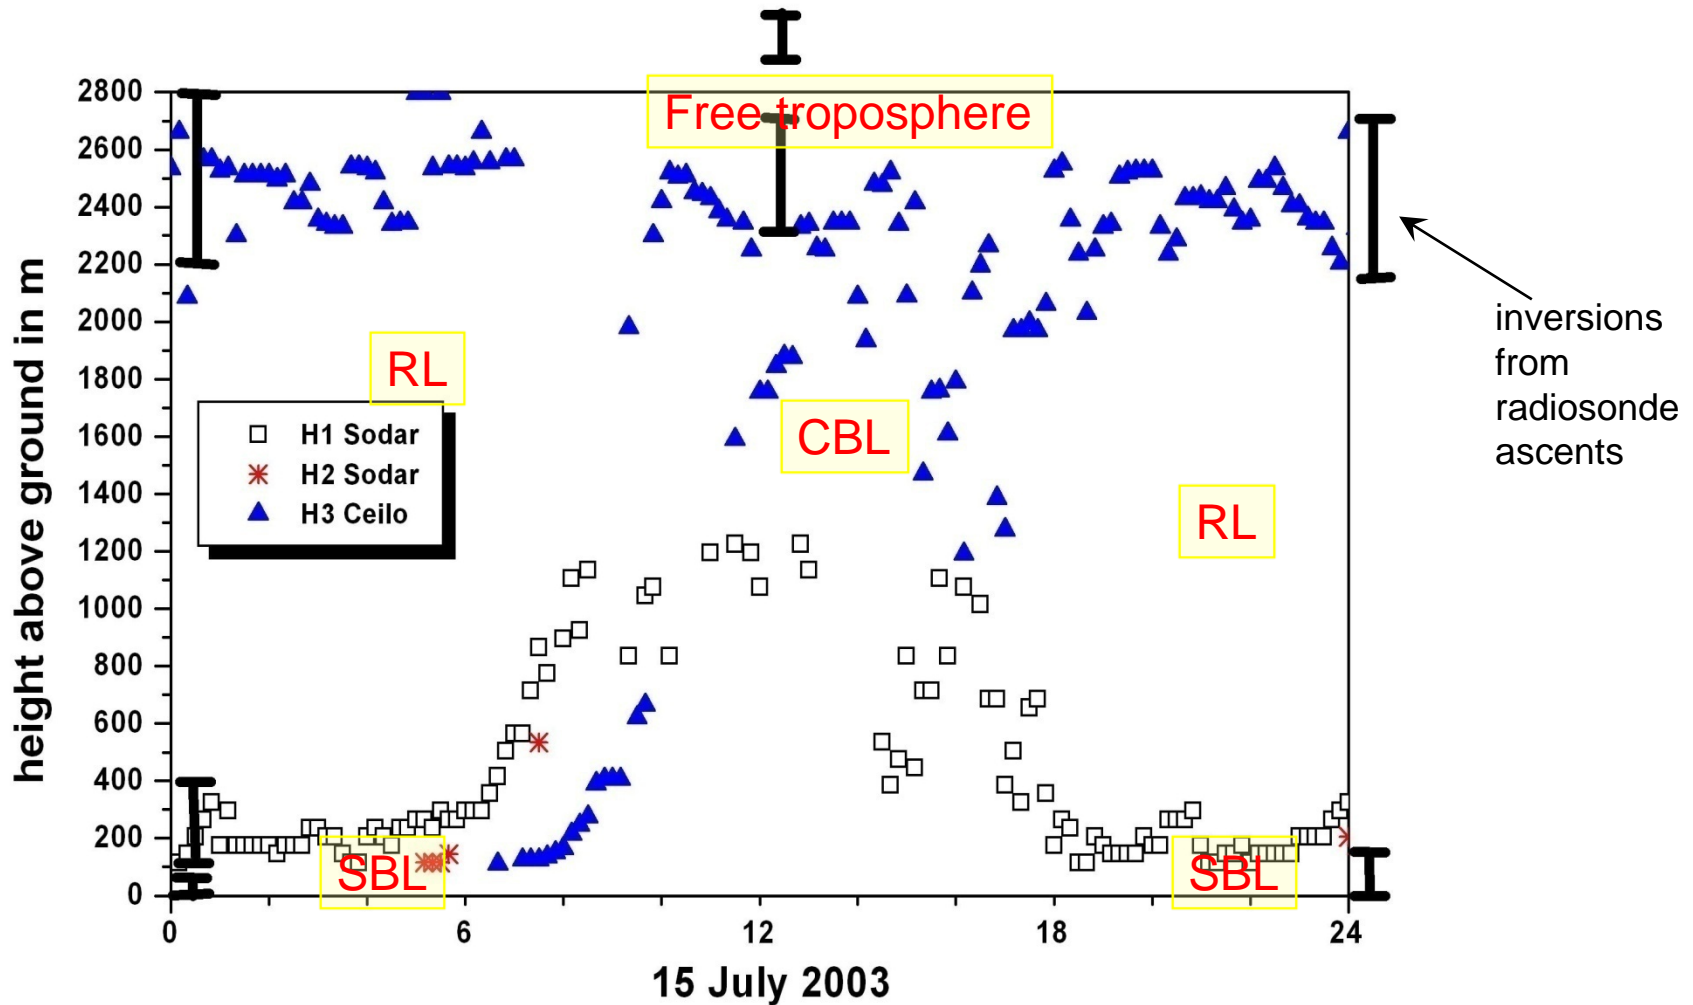 2800
2600
2400
2200
2000
1800
1600
1400
1200
1000
800
600
400
200
0
height above ground in m
Free troposphere
RL
H1 Sodar
H2 Sodar
H3 Ceilo
CBL
RL
SBL
SBL
inversions
from
radiosonde
ascents
0
6
12
18
24
15 July 2003